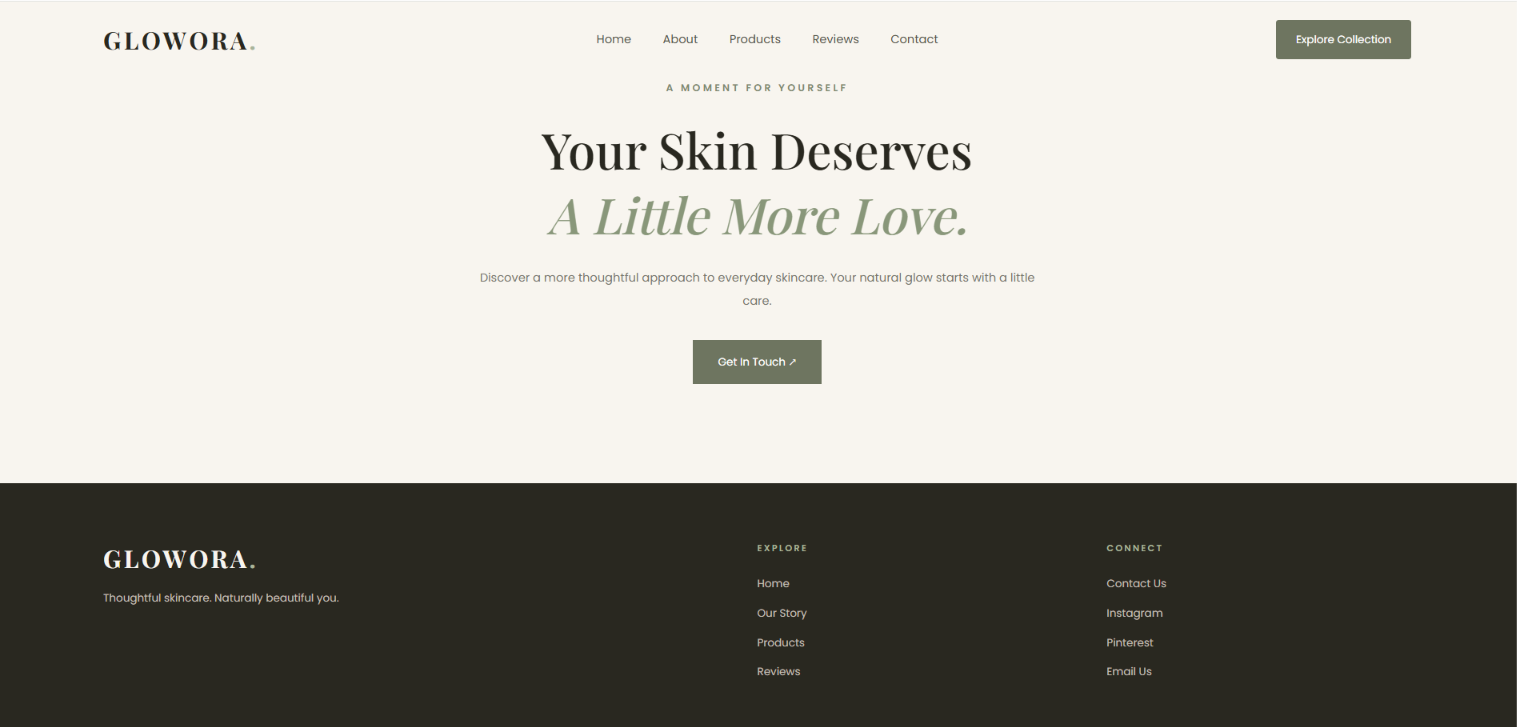 GLOWORA.
Home About Products Reviews Contact
Explore Collection
A MOMENT FOR YOURSELF
Your Skin Deserves
A Little More Love.
Discover a more thoughtful approach to everyday skincare. Your natural glow starts with a little
care.
Get In Touch ↗
GLOWORA.
Thoughtful skincare. Naturally beautiful you.
EXPLORE
Home
Our Story
Products
Reviews
CONNECT
Contact Us
Instagram
Pinterest
Email Us